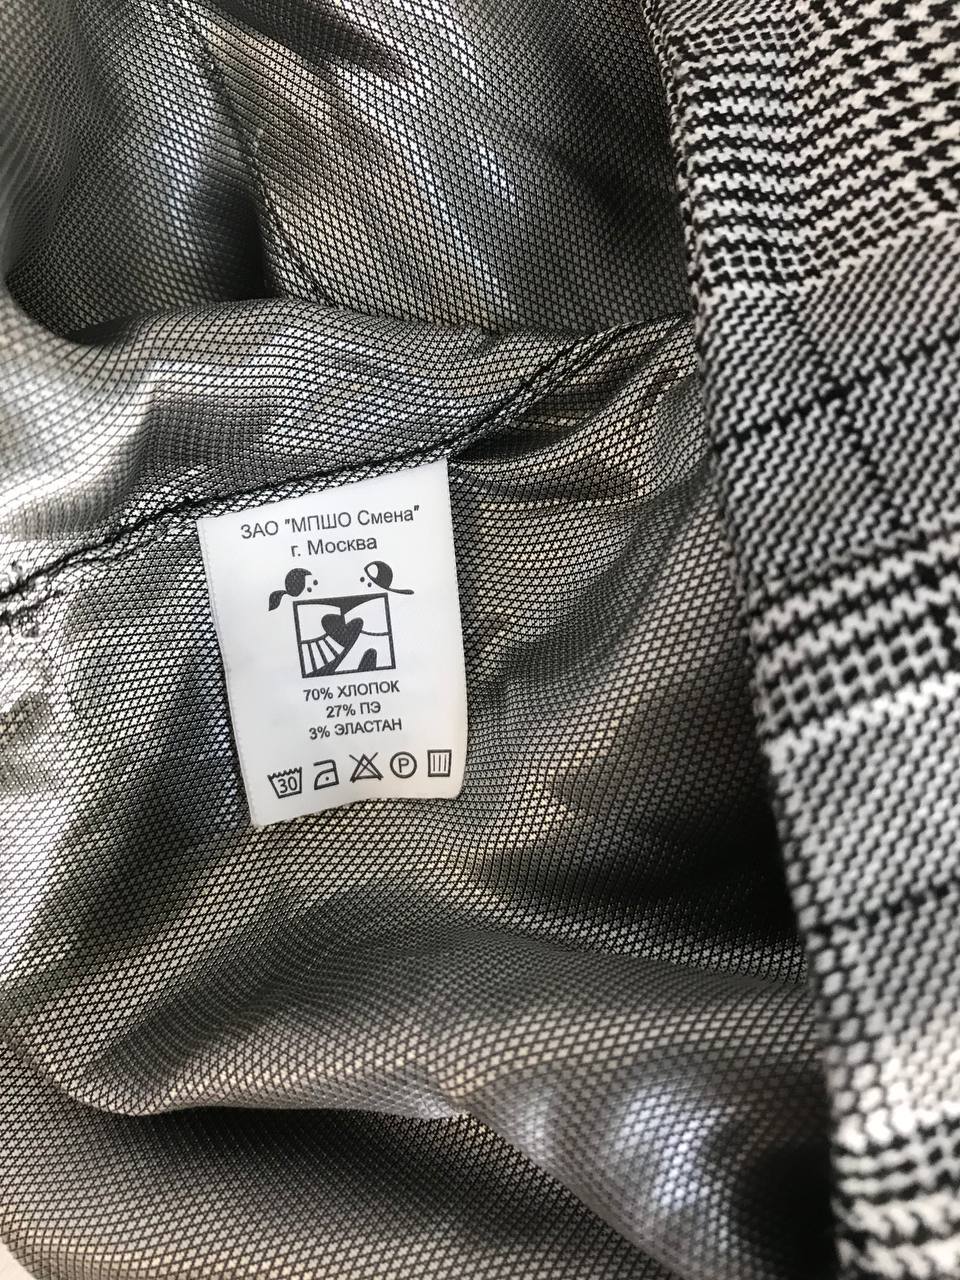 ЗАО "МПШО Смена"
г. Москва
70% ХЛОПОК
27% ПЭ
3% ЭЛАСТАН
30
P